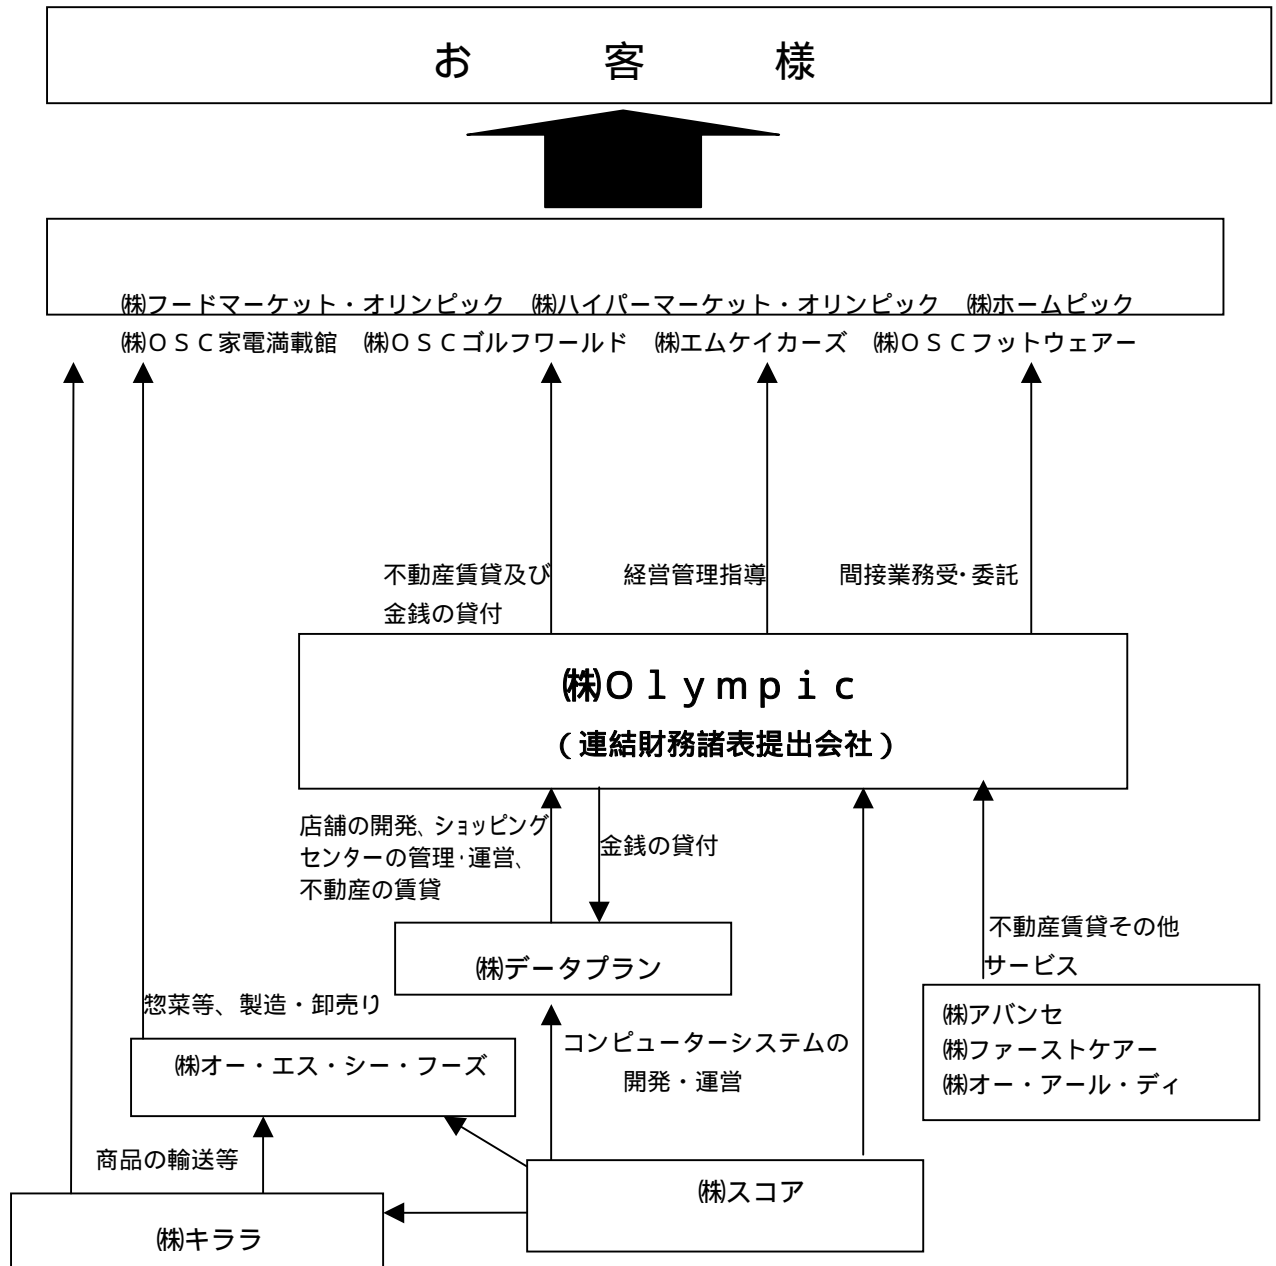 お客様
㈱フードマーケット・オリンピック ㈱ハイパーマーケット・オリンピック ㈱ホームピック
㈱ＯＳＣ家電満載館 ㈱ＯＳＣゴルフワールド ㈱エムケイカーズ ㈱ＯＳＣフットウェアー
不動産賃貸及び
金銭の貸付
経営管理指導
間接業務受・委託
㈱Ｏｌｙｍｐｉｃ
（連結財務諸表提出会社）
店舗の開発、ショッピング
センターの管理・運営、
不動産の賃貸
金銭の貸付
不動産賃貸その他
サービス
㈱データプラン
㈱アバンセ
㈱ファーストケアー
㈱オー・アール・ディ
惣菜等、製造・卸売り
コンピューターシステムの
開発・運営
㈱オー・エス・シー・フーズ
商品の輸送等
㈱スコア
㈱キララ